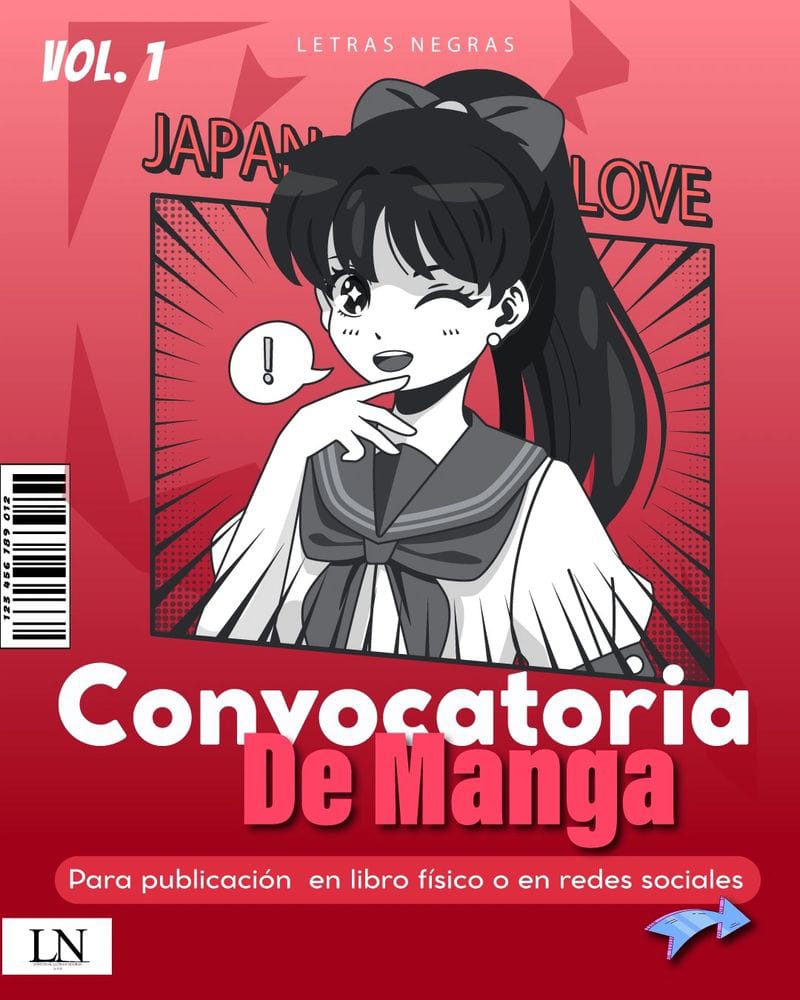 VOL. 1
LETRAS NEGRAS
JAPAN LOVE
!
123 456 789 012
Convocatoria
De Manga
Para publicación en libro físico o en redes sociales
LN